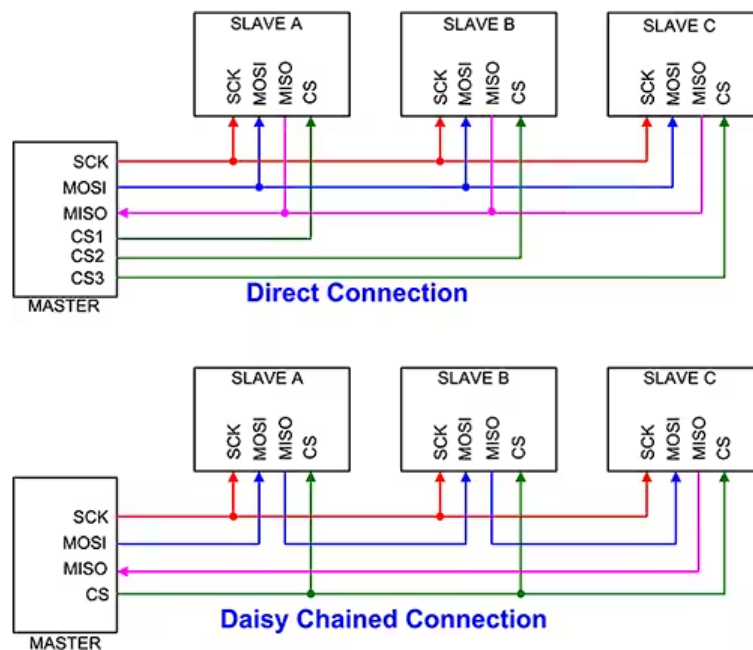 SLAVE A
SLAVE B
SLAVE C
SCK
MOSI
MISO
CS
SCK
MOSI
MISO
CS
SCK
MOSI
MISO
CS
SCK
MOSI
MISO
CS1
CS2
CS3
MASTER
Direct Connection
SLAVE A
SLAVE B
SLAVE C
SCK
MOSI
MISO
CS
SCK
MOSI
MISO
CS
SCK
MOSI
MISO
CS
SCK
MOSI
MISO
CS
MASTER
Daisy Chained Connection